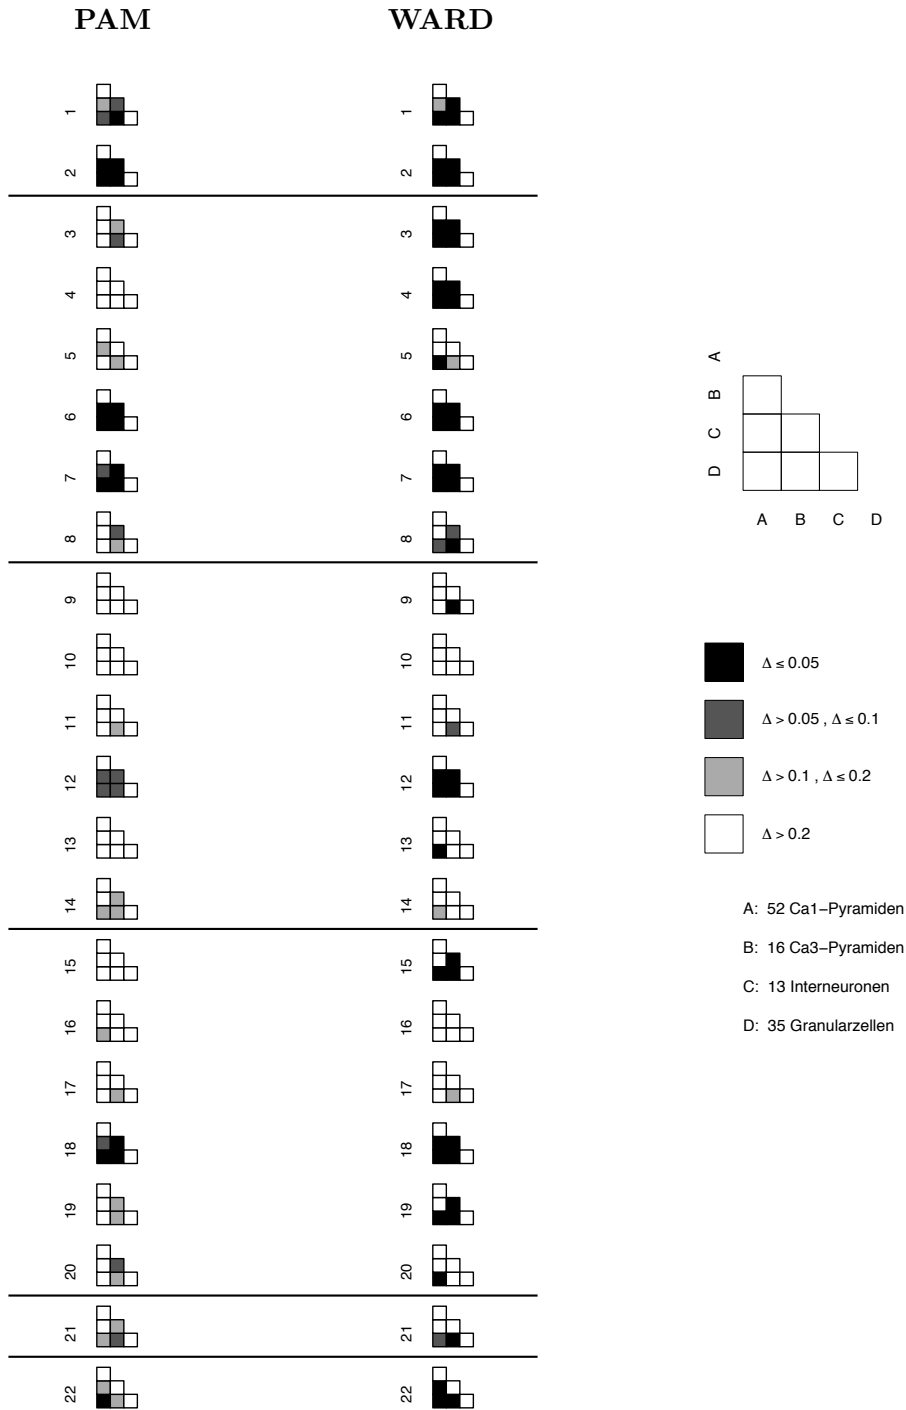 PAM WARD
1 1
2 2
3 3
4 4
5 5
6 6
7 7
8 8
9 9
10 10
11 11
12 12
13 13
14 14
15 15
16 16
17 17
18 18
19 19
20 20
21 21
22 22
A
B
C
D
A B C D
Δ ≤ 0.05
Δ > 0.05 , Δ ≤ 0.1
Δ > 0.1 , Δ ≤ 0.2
Δ > 0.2
A: 52 Ca1−Pyramiden
B: 16 Ca3−Pyramiden
C: 13 Interneuronen
D: 35 Granularzellen